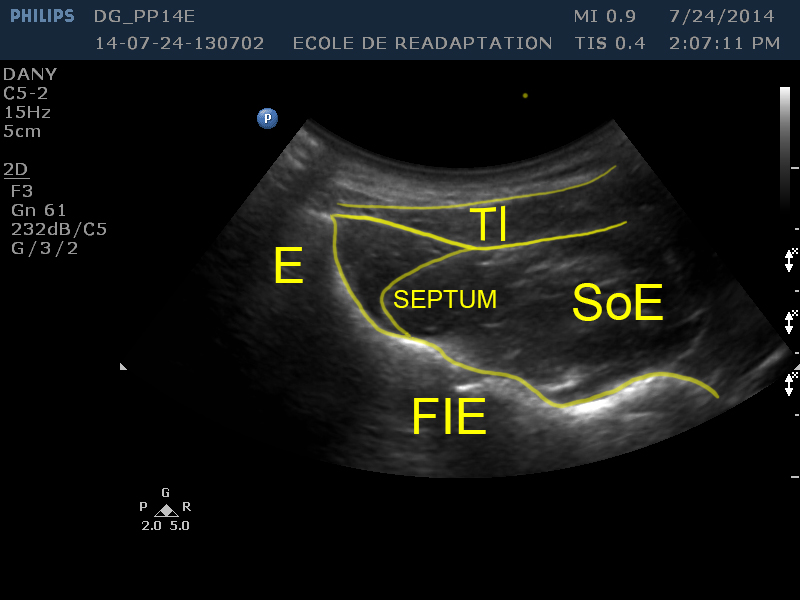 PHILIPS DG_PP14E MI 0.9 7/24/2014
14-07-24-130702 ECOLE DE READAPTATION TIS 0.4 2:07:11 PM
DANY
C5-2
15Hz
5cm
2D
F3
Gn 61
232dB/C5
G/3/2
P
TI
E
SEPTUM
SoE
FIE
G
P R
2.0 5.0